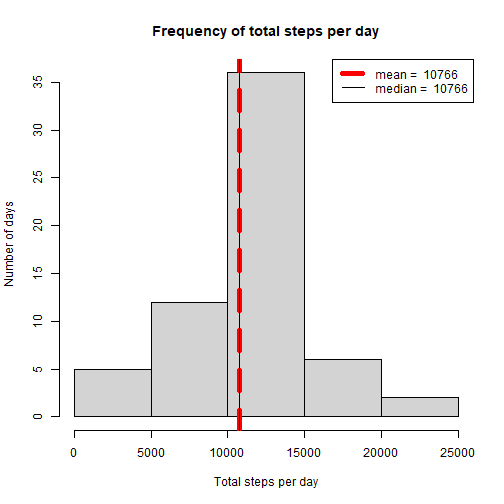 Frequency of total steps per day
mean = 10766
median = 10766
Number of days
0
5
10
15
20
25
30
35
0
5000
10000
15000
20000
25000
Total steps per day